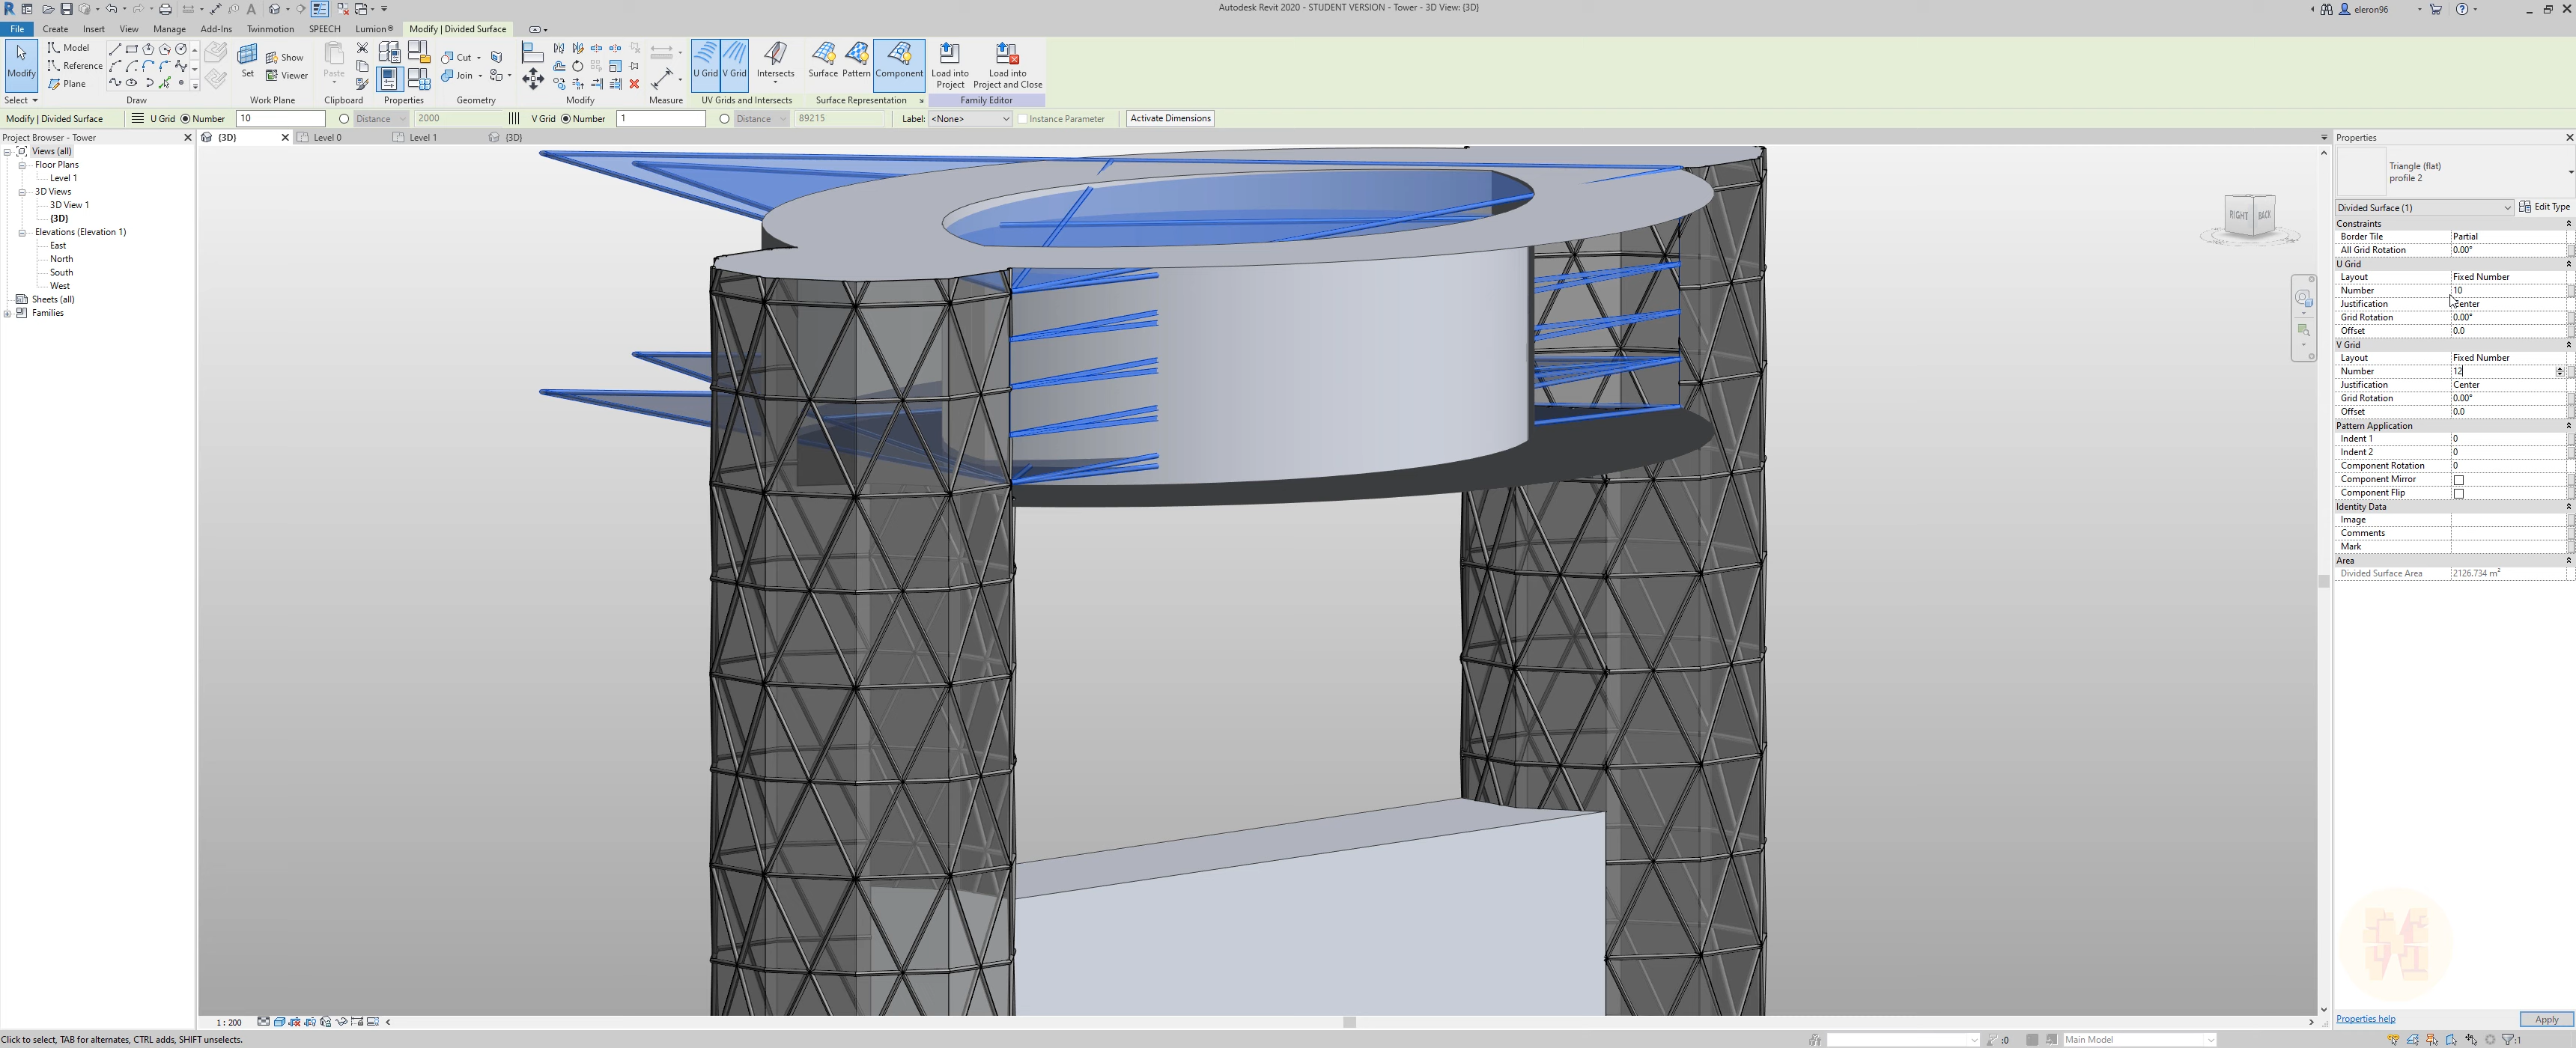 Autodesk Revit 2020 - STUDENT VERSION - Tower - 3D View: {3D}
eleron96
File Create Insert View Manage Add-Ins Twinmotion SPEECH Lumion® Modify | Divided Surface
Modify
Model
Reference
Plane
Set
Show
Viewer
Paste
Cut
Join
U Grid V Grid Intersects
Surface Pattern Component
Load into Project
Load into Project and Close
Select Draw Work Plane Clipboard Properties Geometry Modify Measure UV Grids and Intersects Surface Representation Family Editor
Modify | Divided Surface U Grid Number 10 Distance 2000 V Grid Number 1 Distance 89215 Label: <None> Instance Parameter Activate Dimensions
Project Browser - Tower
{3D} Level 0 Level 1 {3D}
Views (all)
Floor Plans
Level 1
3D Views
3D View 1
{3D}
Elevations (Elevation 1)
East
North
South
West
Sheets (all)
Families
RIGHT BACK
Properties
Triangle (flat)
profile 2
Divided Surface (1) Edit Type
Constraints
Border Tile Partial
All Grid Rotation 0.00°
U Grid
Layout Fixed Number
Number 10
Justification Center
Grid Rotation 0.00°
Offset 0.0
V Grid
Layout Fixed Number
Number 12
Justification Center
Grid Rotation 0.00°
Offset 0.0
Pattern Application
Indent 1 0
Indent 2 0
Component Rotation 0
Component Mirror
Component Flip
Identity Data
Image
Comments
Mark
Area
Divided Surface Area 2126.734 m²
Properties help Apply
1 : 200
Click to select, TAB for alternates, CTRL adds, SHIFT unselects.
:0
Main Model
:1